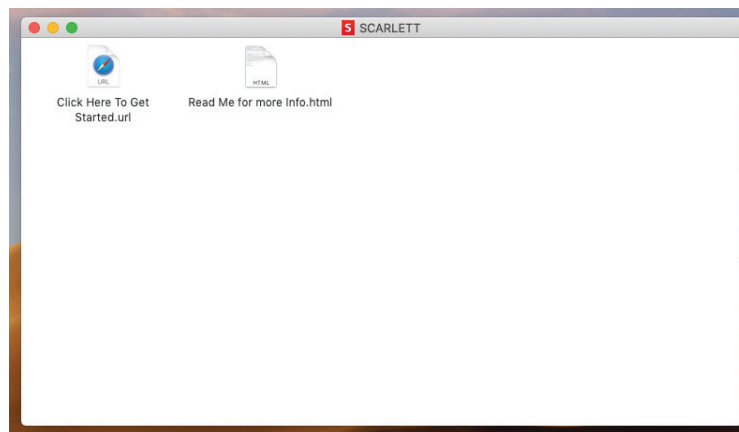 S SCARLETT
URL
HTML
Click Here To Get
Started.url
Read Me for more Info.html